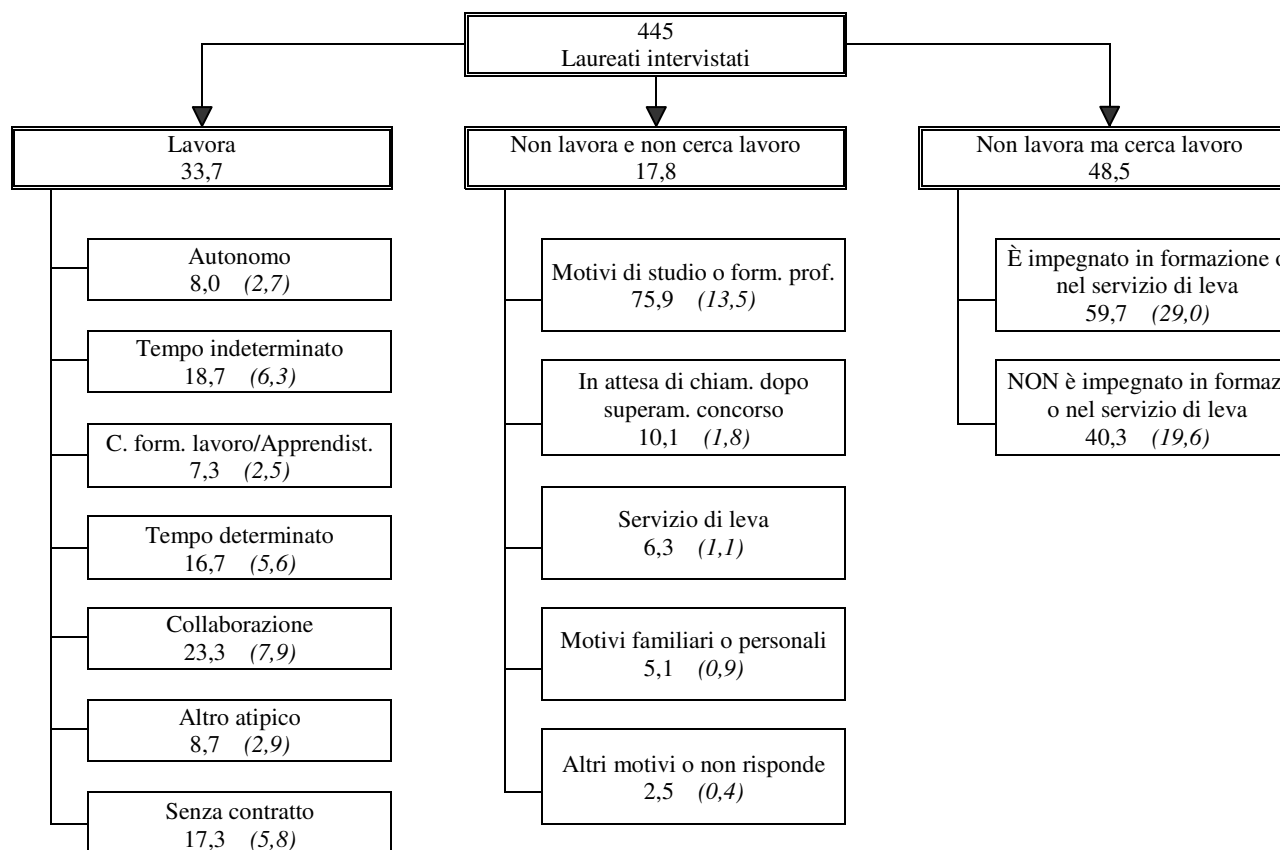 445
Laureati intervistati
Lavora
33,7
Autonomo
8,0 (2,7)
Tempo indeterminato
18,7 (6,3)
C. form. lavoro/Apprendist.
7,3 (2,5)
Tempo determinato
16,7 (5,6)
Collaborazione
23,3 (7,9)
Altro atipico
8,7 (2,9)
Senza contratto
17,3 (5,8)
Non lavora e non cerca lavoro
17,8
Motivi di studio o form. prof.
75,9 (13,5)
In attesa di chiam. dopo
superam. concorso
10,1 (1,8)
Servizio di leva
6,3 (1,1)
Motivi familiari o personali
5,1 (0,9)
Altri motivi o non risponde
2,5 (0,4)
Non lavora ma cerca lavoro
48,5
È impegnato in formazione o
nel servizio di leva
59,7 (29,0)
NON è impegnato in formaz
o nel servizio di leva
40,3 (19,6)